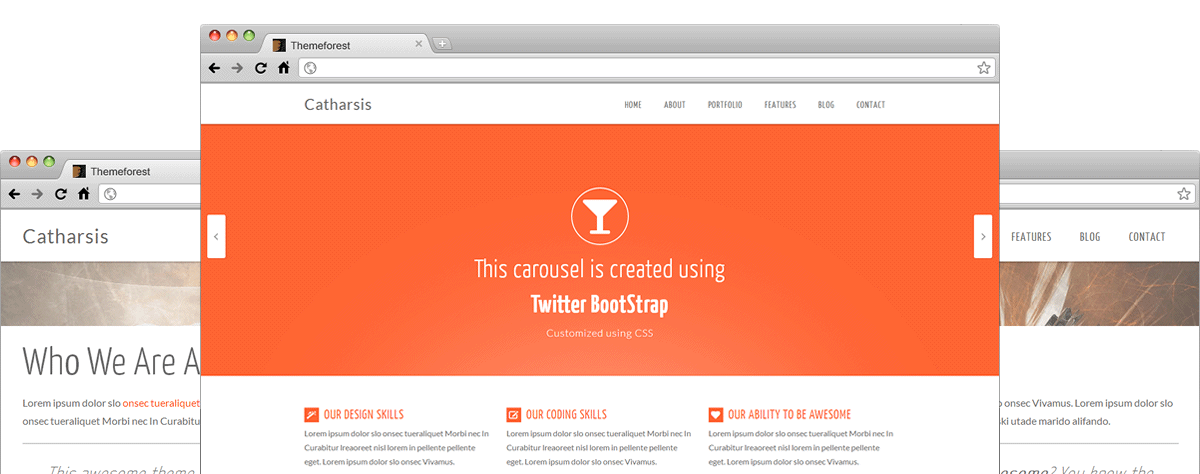 Themeforest
Catharsis
HOME ABOUT PORTFOLIO FEATURES BLOG CONTACT
This carousel is created using
Twitter BootStrap
Customized using CSS
OUR DESIGN SKILLS
Lorem ipsum dolor slo onsec tueraliquet Morbi nec In
Curabitur lreaoreet nisl lorem in pellente pellente
eget. Lorem ipsum dolor slo onsec Vivamus.
OUR CODING SKILLS
Lorem ipsum dolor slo onsec tueraliquet Morbi nec In
Curabitur lreaoreet nisl lorem in pellente pellente
eget. Lorem ipsum dolor slo onsec Vivamus.
OUR ABILITY TO BE AWESOME
Lorem ipsum dolor slo onsec tueraliquet Morbi nec In
Curabitur lreaoreet nisl lorem in pellente pellente
eget. Lorem ipsum dolor slo onsec Vivamus.
Themeforest
Catharsis
FEATURES BLOG CONTACT
Who We Are A
Lorem ipsum dolor slo onsec tueraliquet
onsec tueraliquet Morbi nec In Curabitur
onsec Vivamus. Lorem ipsum dolor slo
utade marido alifando.
This awesome theme
? You know the